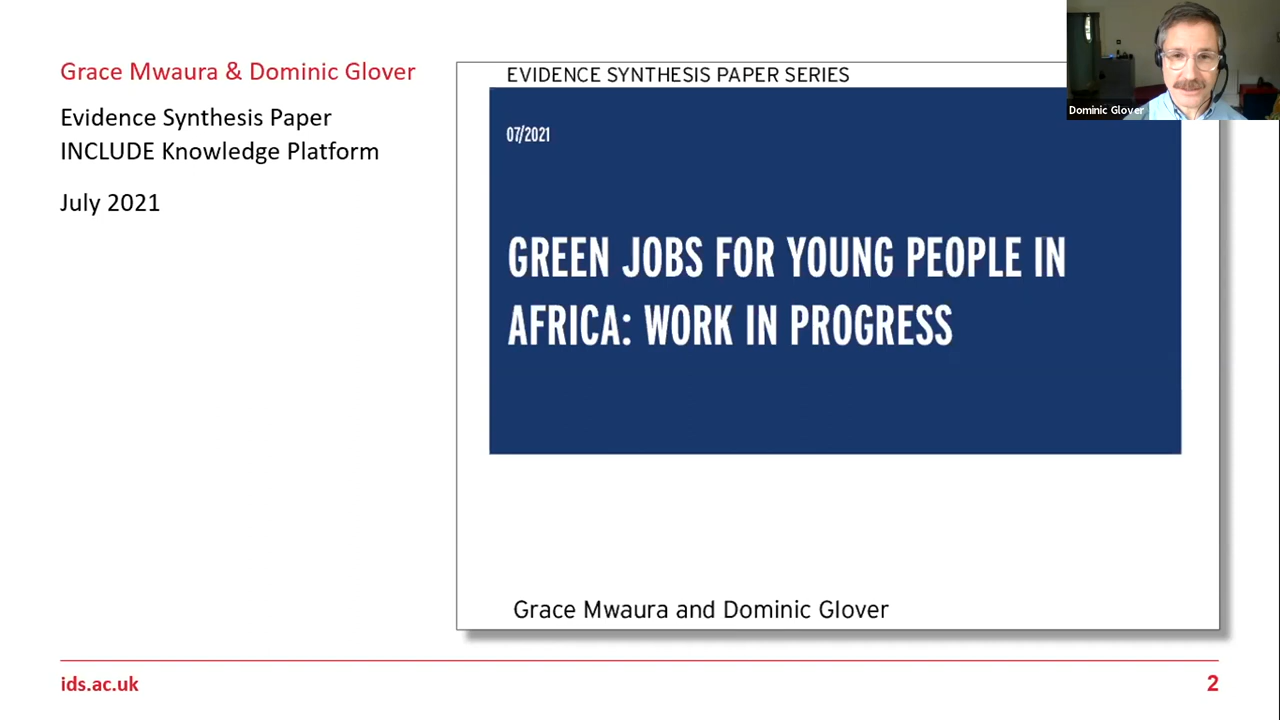 Grace Mwaura & Dominic Glover
Evidence Synthesis Paper
INCLUDE Knowledge Platform
July 2021
EVIDENCE SYNTHESIS PAPER SERIES
07/2021
GREEN JOBS FOR YOUNG PEOPLE IN
AFRICA: WORK IN PROGRESS
Grace Mwaura and Dominic Glover
Dominic Glover
ids.ac.uk
2